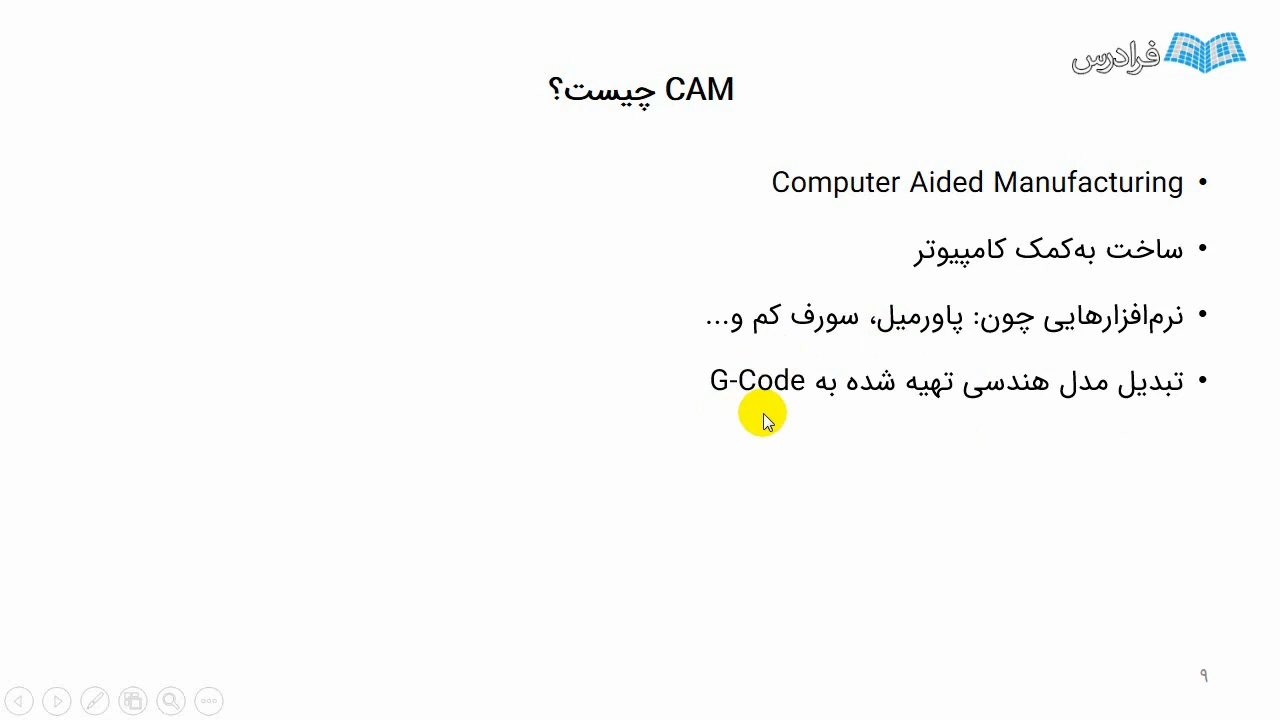 فرادرس
CAM چیست؟
• Computer Aided Manufacturing
• ساخت به‌کمک کامپیوتر
• نرم‌افزارهایی چون: پاورمیل، سورف کم و...
• تبدیل مدل هندسی تهیه شده به G-Code
۹